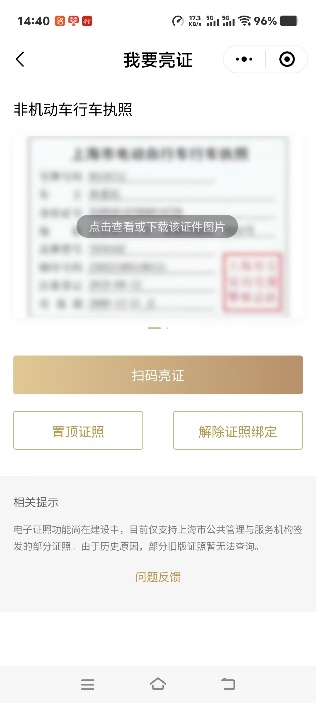 14:40
17.3 KB/s 5G 5G 96%
我要亮证
非机动车行车执照
上海市电动自行车行车执照
点击查看或下载该证件图片
扫码亮证
置顶证照
解除证照绑定
相关提示
电子证照功能尚在建设中，目前仅支持上海市公共管理与服务机构签
发的部分证照。由于历史原因，部分旧版证照暂无法查询。
问题反馈